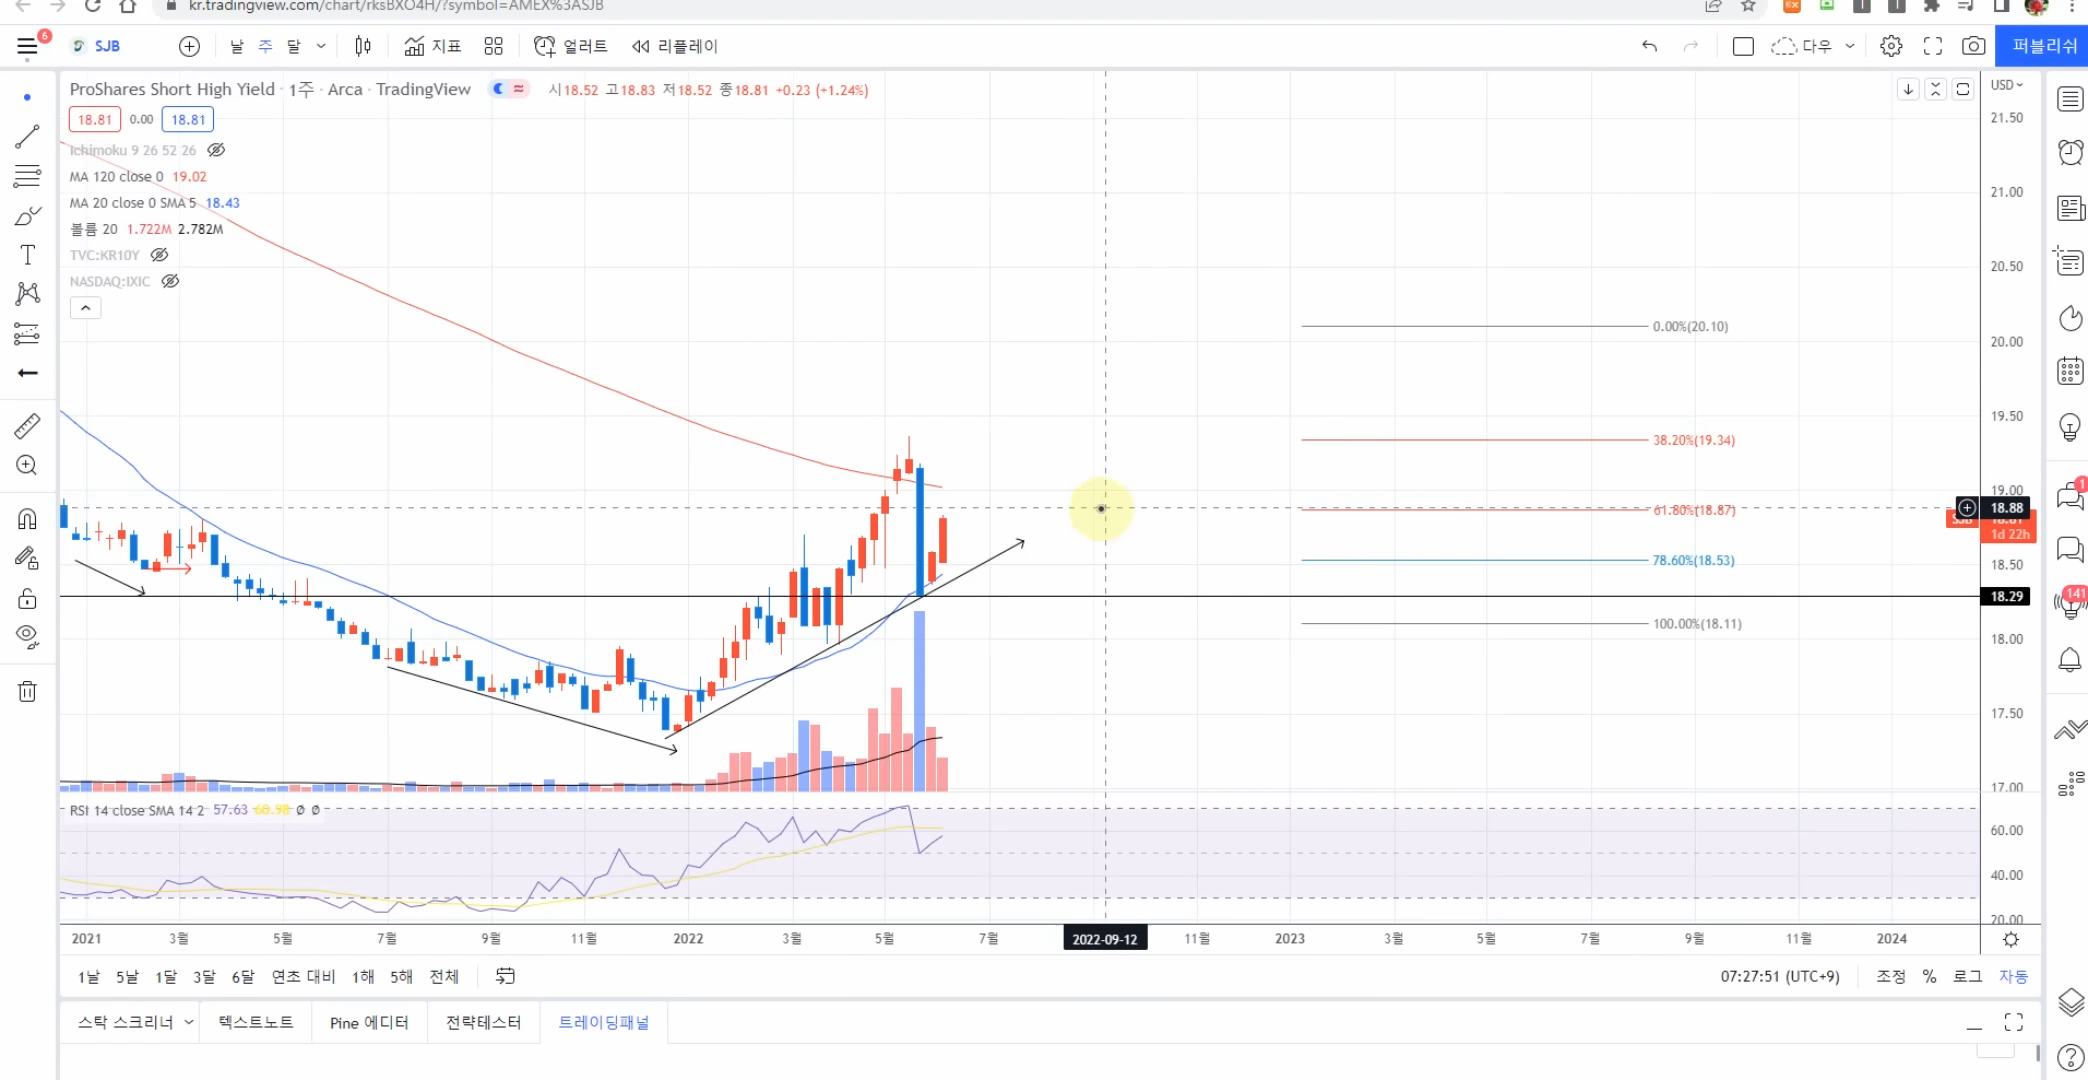 kr.tradingview.com/chart/rksBXO4H/?symbol=AMEX%3ASJB
6
SJB 날 주 달 지표 얼러트 리플레이 다우 퍼블리쉬
ProShares Short High Yield · 1주 · Arca · TradingView 시18.52 고18.83 저18.52 종18.81 +0.23 (+1.24%)
USD
18.81 0.00 18.81
Ichimoku 9 26 52 26
MA 120 close 0 19.02
MA 20 close 0 SMA 5 18.43
볼륨 20 1.722M 2.782M
TVC:KR10Y
NASDAQ:IXIC
21.50
21.00
20.50
20.00
19.50
19.00
18.88
SJB 18.81
1d 22h
18.50
18.29
18.00
17.50
17.00
0.00%(20.10)
38.20%(19.34)
61.80%(18.87)
78.60%(18.53)
100.00%(18.11)
RSI 14 close SMA 14 2 57.63 60.98 Ø Ø
60.00
40.00
20.00
2021 3월 5월 7월 9월 11월 2022 3월 5월 7월 2022-09-12 11월 2023 3월 5월 7월 9월 11월 2024
1날 5날 1달 3달 6달 연초 대비 1해 5해 전체 07:27:51 (UTC+9) 조정 % 로그 자동
스탁 스크리너 텍스트노트 Pine 에디터 전략테스터 트레이딩패널
1
141